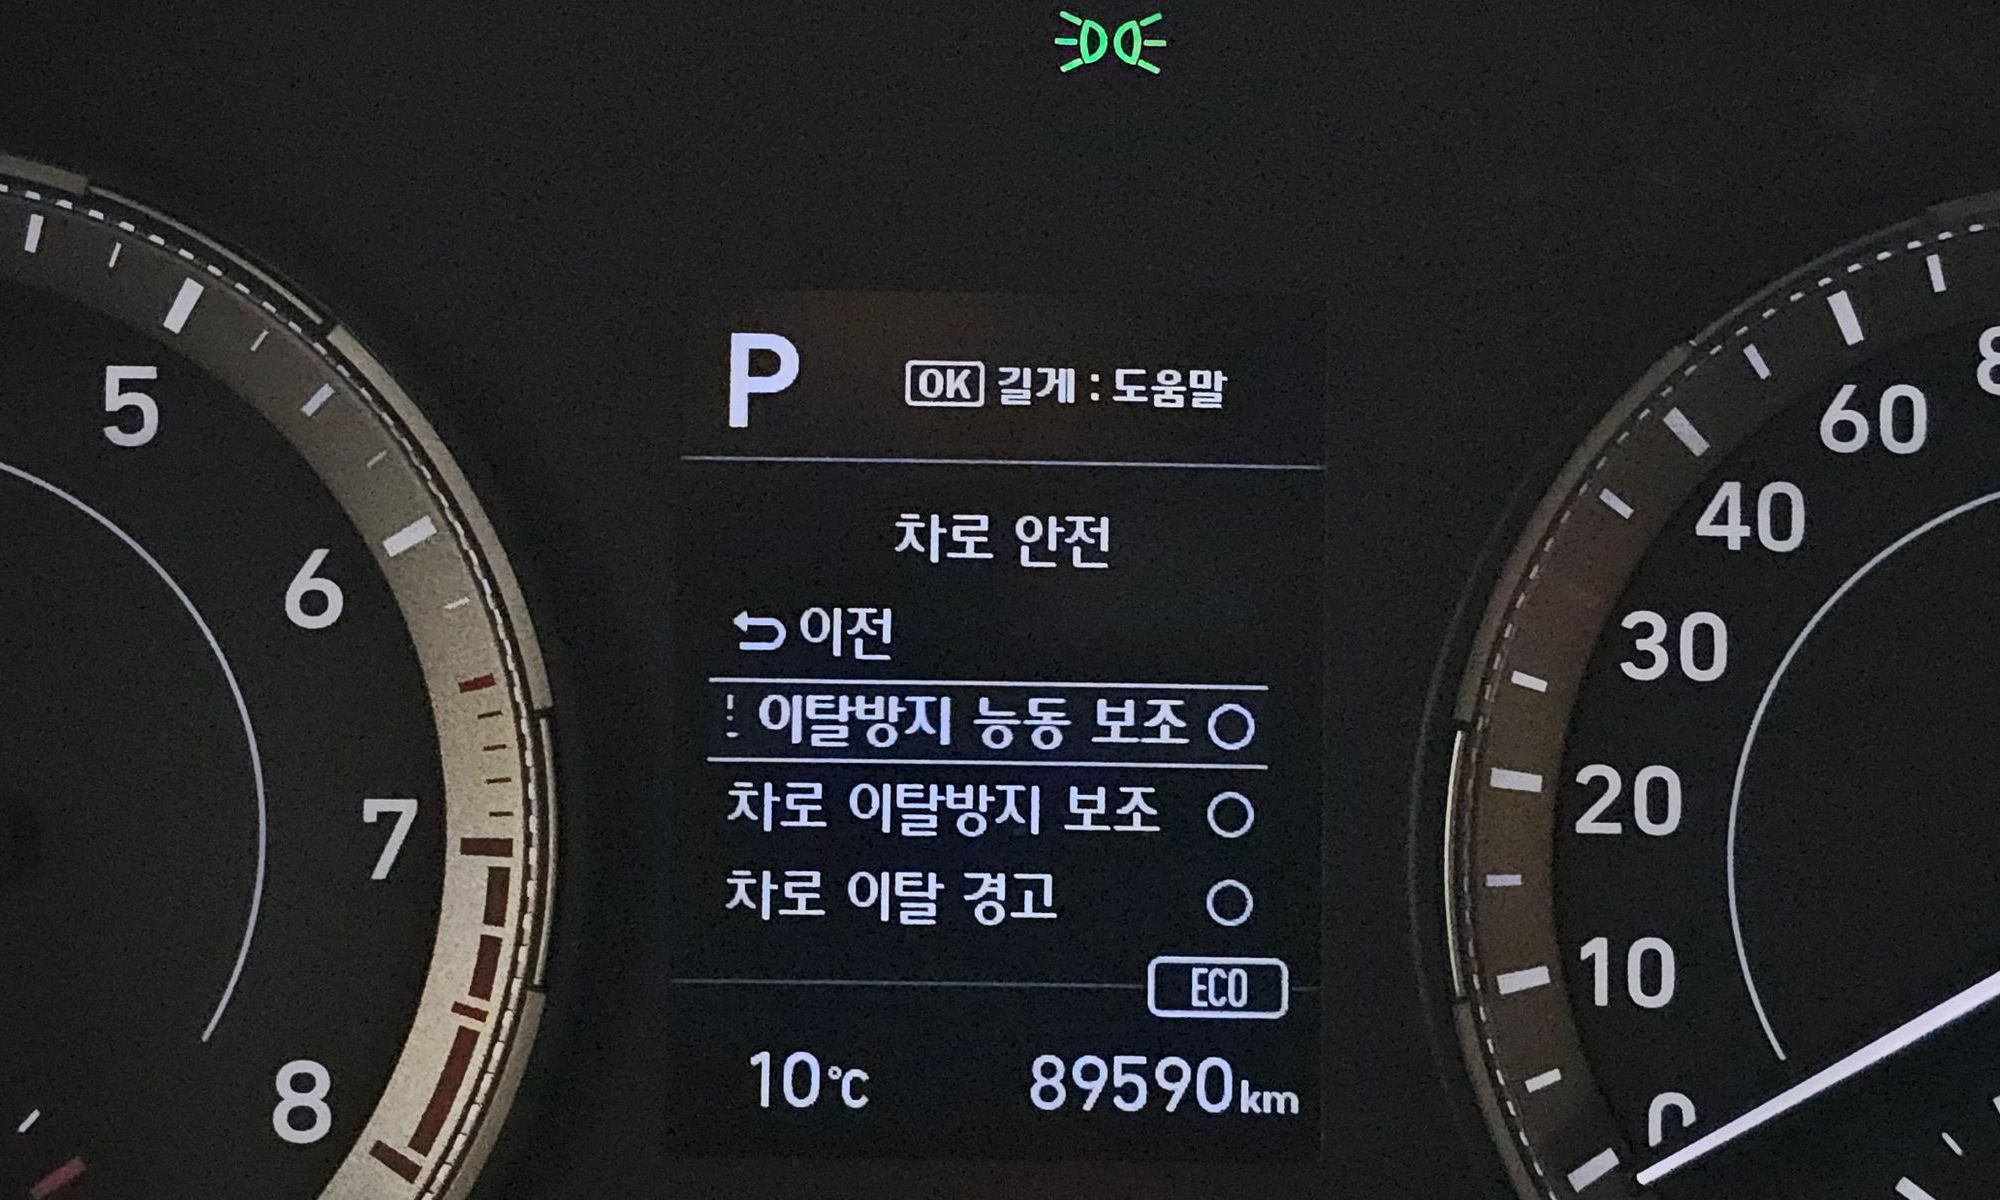 P
OK 길게 : 도움말
차로 안전
이전
이탈방지 능동 보조
차로 이탈방지 보조
차로 이탈 경고
ECO
10℃ 89590km
5
6
7
8
60
40
30
20
10
0